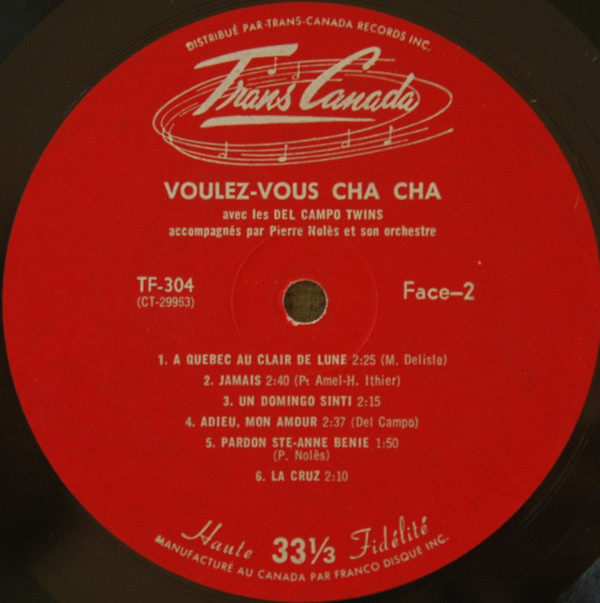 DISTRIBUÉ PAR-TRANS-CANADA RECORDS INC.
Trans Canada
VOULEZ-VOUS CHA CHA
avec les DEL CAMPO TWINS
accompagnés par Pierre Nolès et son orchestre
TF-304
(CT-29963)
Face-2
1. A QUEBEC AU CLAIR DE LUNE 2:25 (M. Delisle)
2. JAMAIS 2:40 (P. Amel-H. Ithier)
3. UN DOMINGO SINTI 2:15
4. ADIEU, MON AMOUR 2:37 (Del Campo)
5. PARDON STE-ANNE BENIE 1:50
(P. Nolès)
6. LA CRUZ 2:10
Haute 33⅓ Fidélité
MANUFACTURÉ AU CANADA PAR FRANCO DISQUE INC.